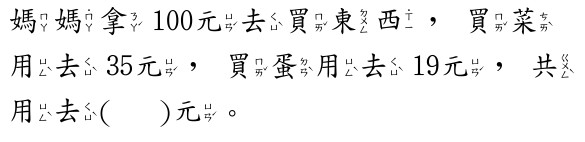 媽媽拿 100元去買東西， 買菜
用去 35元， 買蛋用去 19元， 共
用去(　　)元。